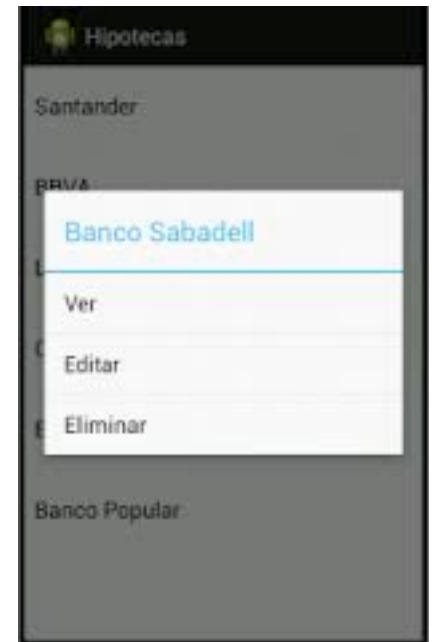 Hipotecas
Santander
BBVA
Banco Sabadell
Ver
Editar
Eliminar
Banco Popular